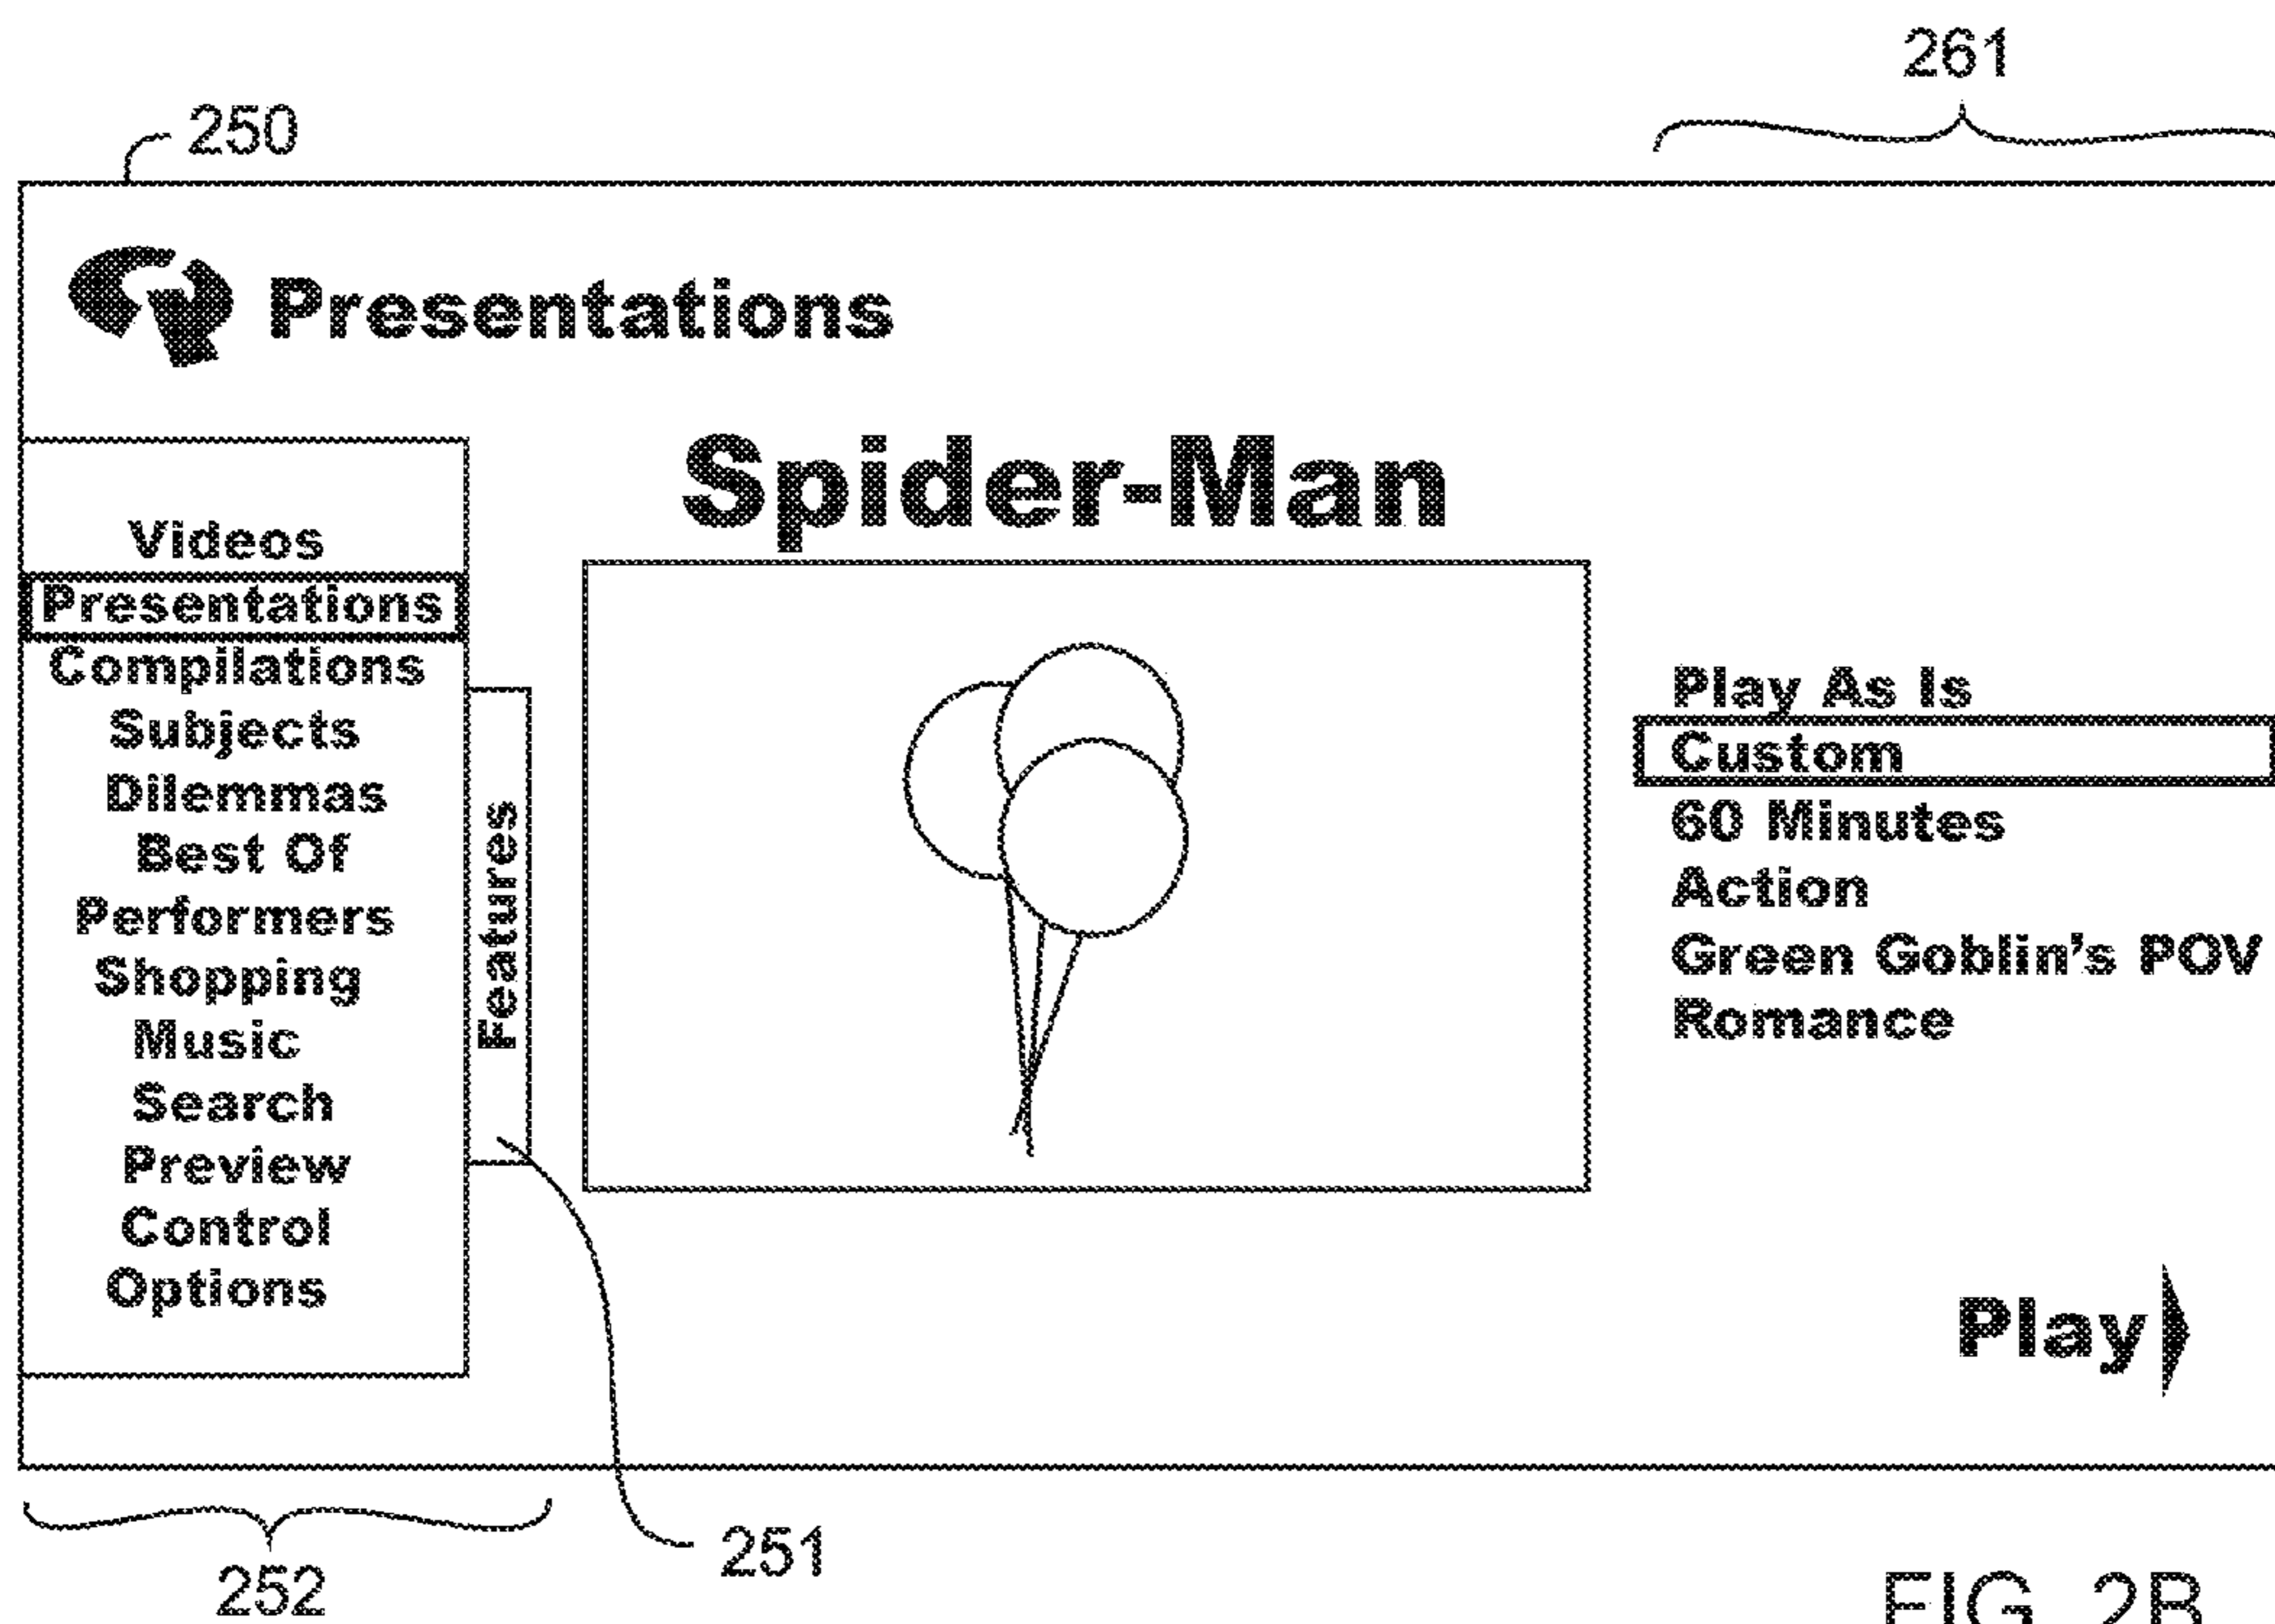 261
250
Presentations
Spider-Man
Videos
Presentations
Compilations
Subjects
Dilemmas
Best Of
Performers
Shopping
Music
Search
Preview
Control
Options
Features
Play As Is
Custom
60 Minutes
Action
Green Goblin's POV
Romance
Play
252
251
FIG. 2B